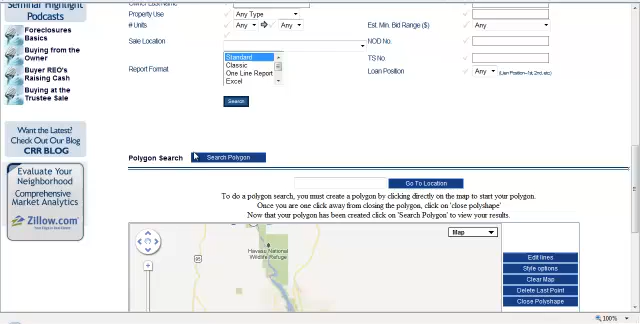 Seminar Highlight
Podcasts
Foreclosures
Basics
Buying from the
Owner
Buyer REO's
Raising Cash
Buying at the
Trustee Sale
Want the Latest?
Check Out Our Blog
CRR BLOG
Evaluate Your
Neighborhood
Comprehensive
Market Analytics
Zillow.com
Owner Last Name
Property Use
Any Type
# Units
Any
Any
Est. Min. Bid Range ($)
Any
Sale Location
NOD No.
TS No.
Report Format
Standard
Classic
One Line Report
Excel
Loan Position
Any
(Loan Position-1st, 2nd, etc)
Search
Polygon Search
Search Polygon
Go To Location
To do a polygon search, you must create a polygon by clicking directly on the map to start your polygon.
Once you are one click away from closing the polygon, click on 'close polyshape'
Now that your polygon has been created click on 'Search Polygon' to view your results.
Map
Havasu National
Wildlife Refuge
95
Edit lines
Style options
Clear Map
Delete Last Point
Close Polyshape
100%